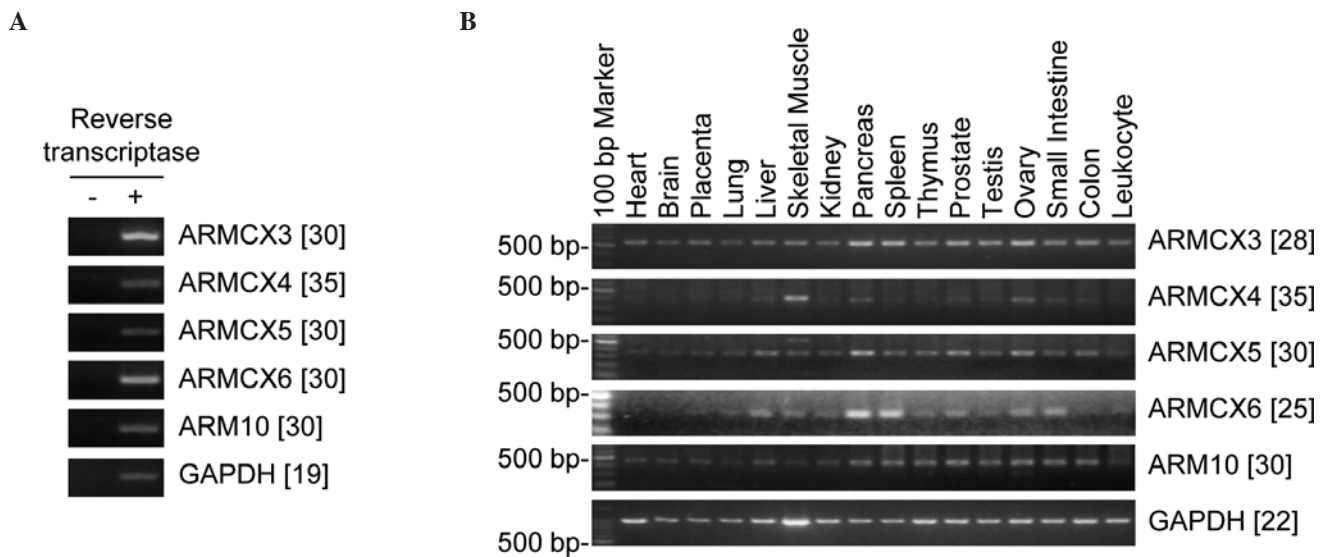 A
Reverse
transcriptase
- +
ARMCX3 [30]
ARMCX4 [35]
ARMCX5 [30]
ARMCX6 [30]
ARM10 [30]
GAPDH [19]
B
100 bp Marker
Heart
Brain
Placenta
Lung
Liver
Skeletal Muscle
Kidney
Pancreas
Spleen
Thymus
Prostate
Testis
Ovary
Small Intestine
Colon
Leukocyte
500 bp- ARMCX3 [28]
500 bp- ARMCX4 [35]
500 bp- ARMCX5 [30]
500 bp- ARMCX6 [25]
500 bp- ARM10 [30]
500 bp- GAPDH [22]